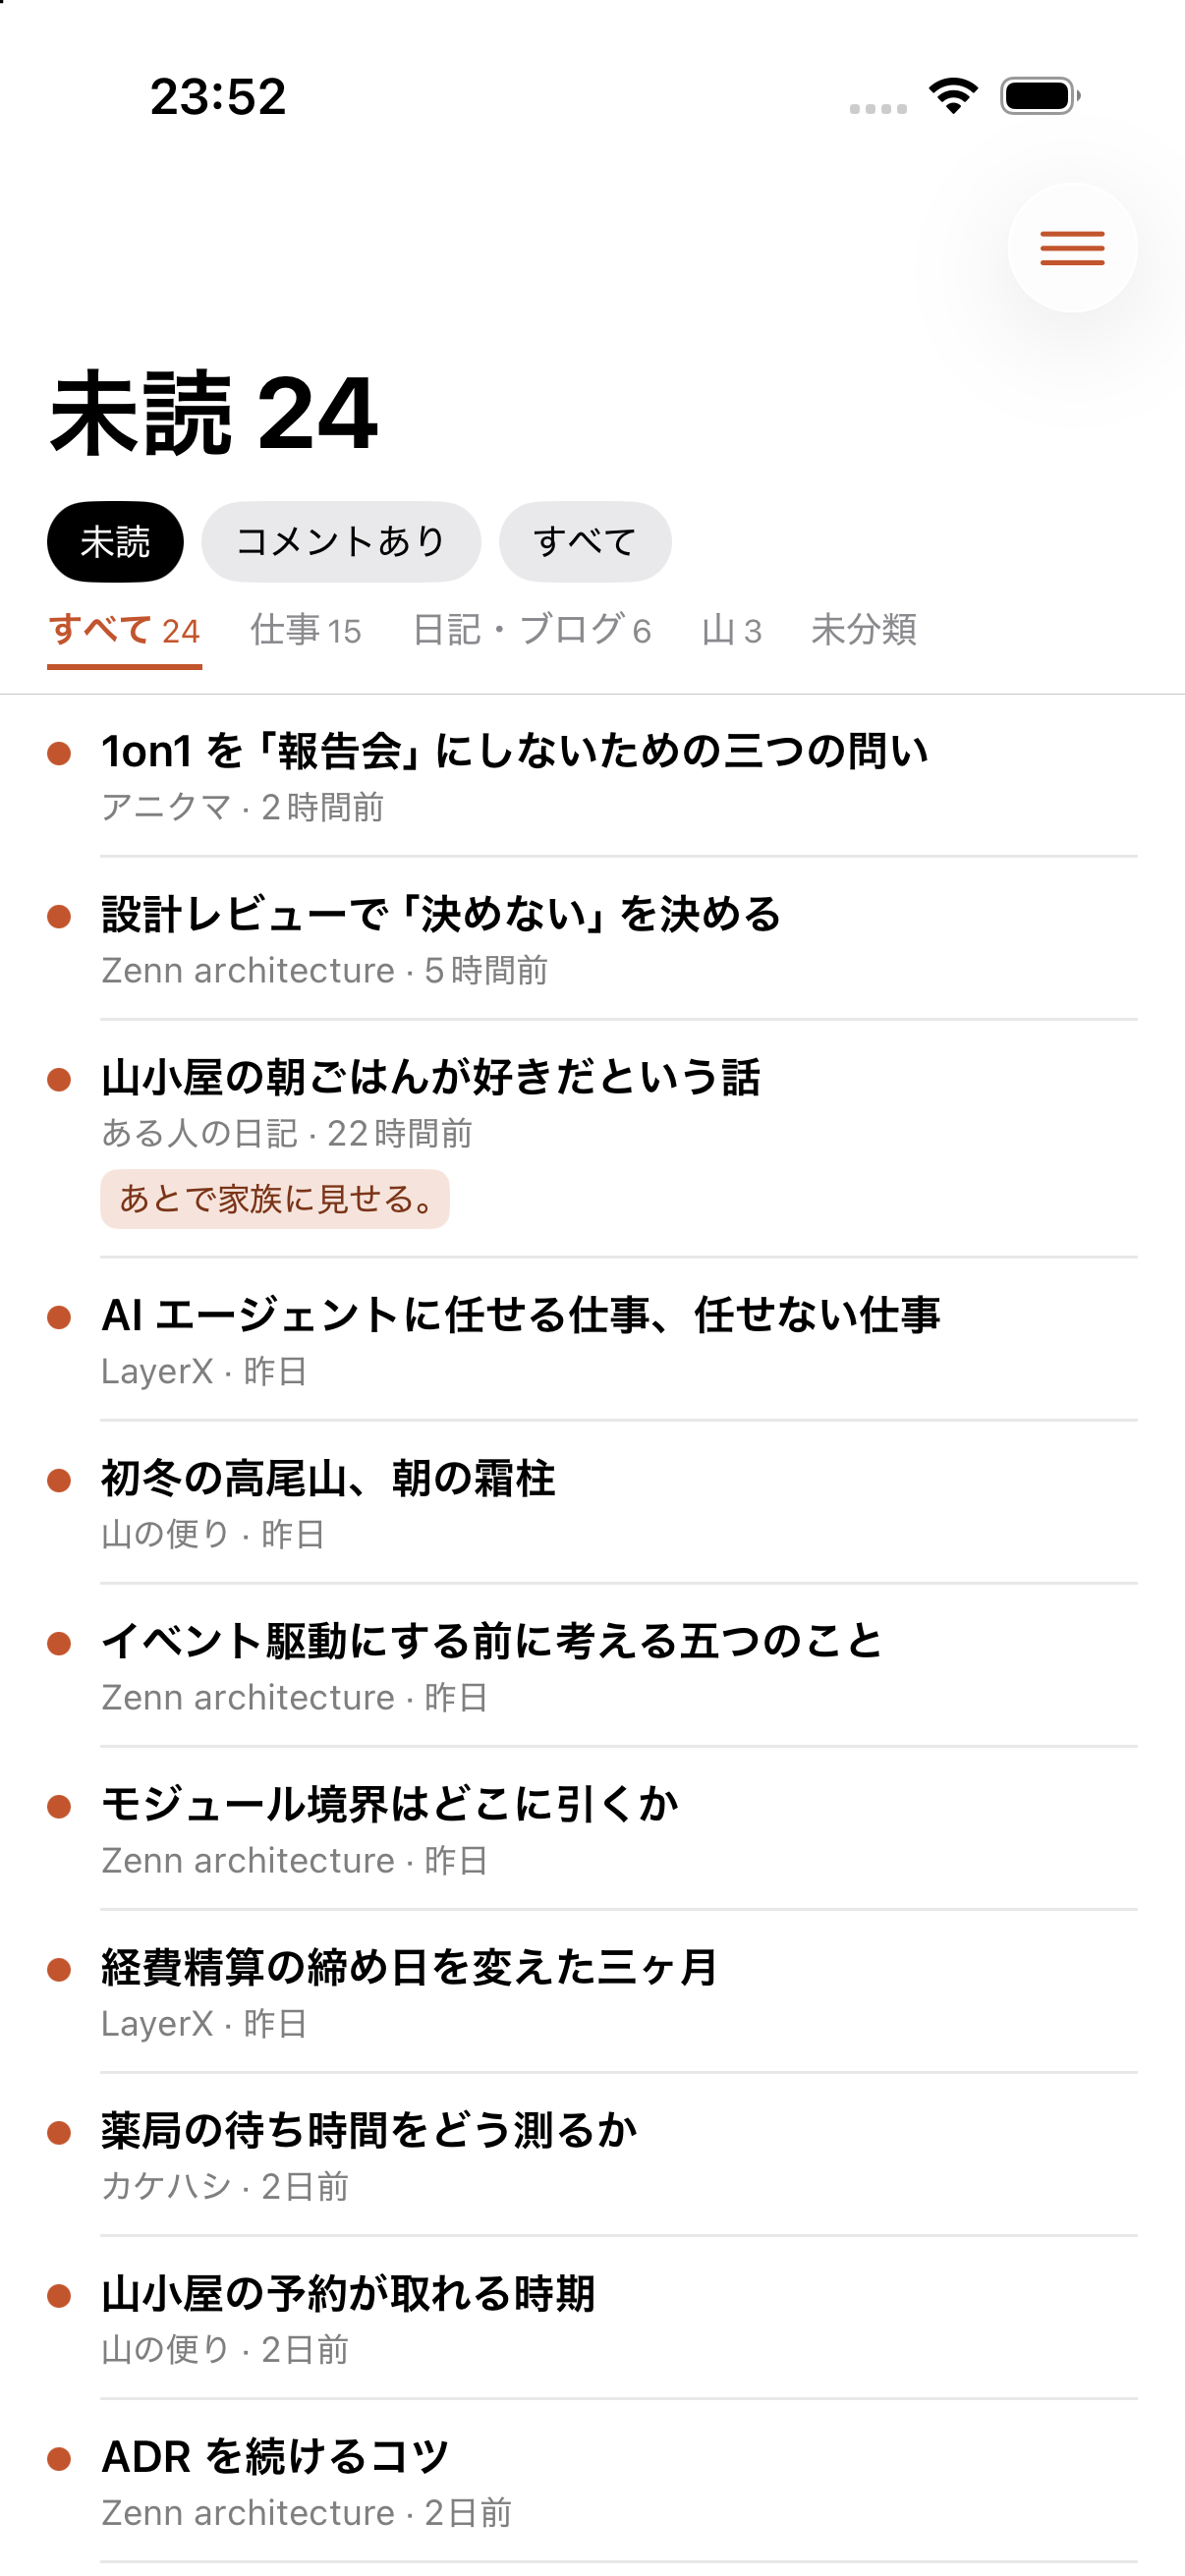 23:52
未読 24
未読 コメントあり すべて
すべて 24 仕事 15 日記・ブログ 6 山 3 未分類
1on1 を「報告会」にしないための三つの問い
アニクマ · 2 時間前
設計レビューで「決めない」を決める
Zenn architecture · 5 時間前
山小屋の朝ごはんが好きだという話
ある人の日記 · 22 時間前
あとで家族に見せる。
AI エージェントに任せる仕事、任せない仕事
LayerX · 昨日
初冬の高尾山、朝の霜柱
山の便り · 昨日
イベント駆動にする前に考える五つのこと
Zenn architecture · 昨日
モジュール境界はどこに引くか
Zenn architecture · 昨日
経費精算の締め日を変えた三ヶ月
LayerX · 昨日
薬局の待ち時間をどう測るか
カケハシ · 2日前
山小屋の予約が取れる時期
山の便り · 2日前
ADR を続けるコツ
Zenn architecture · 2日前